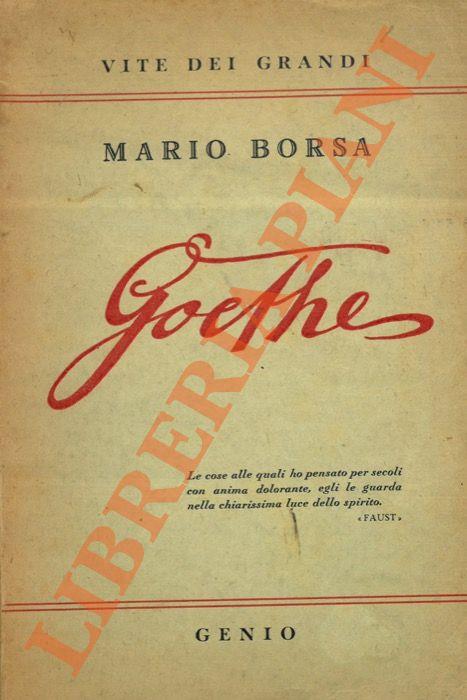 VITE DEI GRANDI
MARIO BORSA
Goethe
Le cose alle quali ho pensato per secoli
con anima dolorante, egli le guarda
nella chiarissima luce dello spirito.
«FAUST»
GENIO
LIBRERIA PIANI